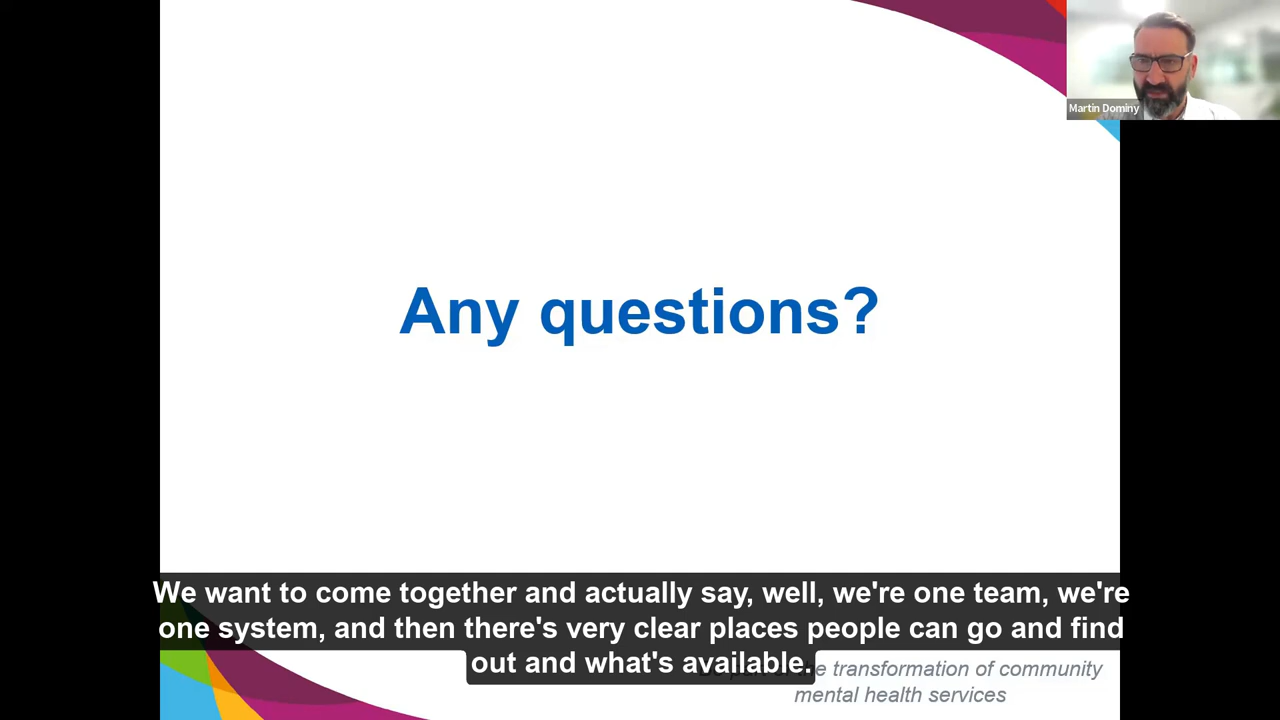 Martin Dominy
Any questions?
We want to come together and actually say, well, we're one team, we're
one system, and then there's very clear places people can go and find
out and what's available.
the transformation of community
mental health services